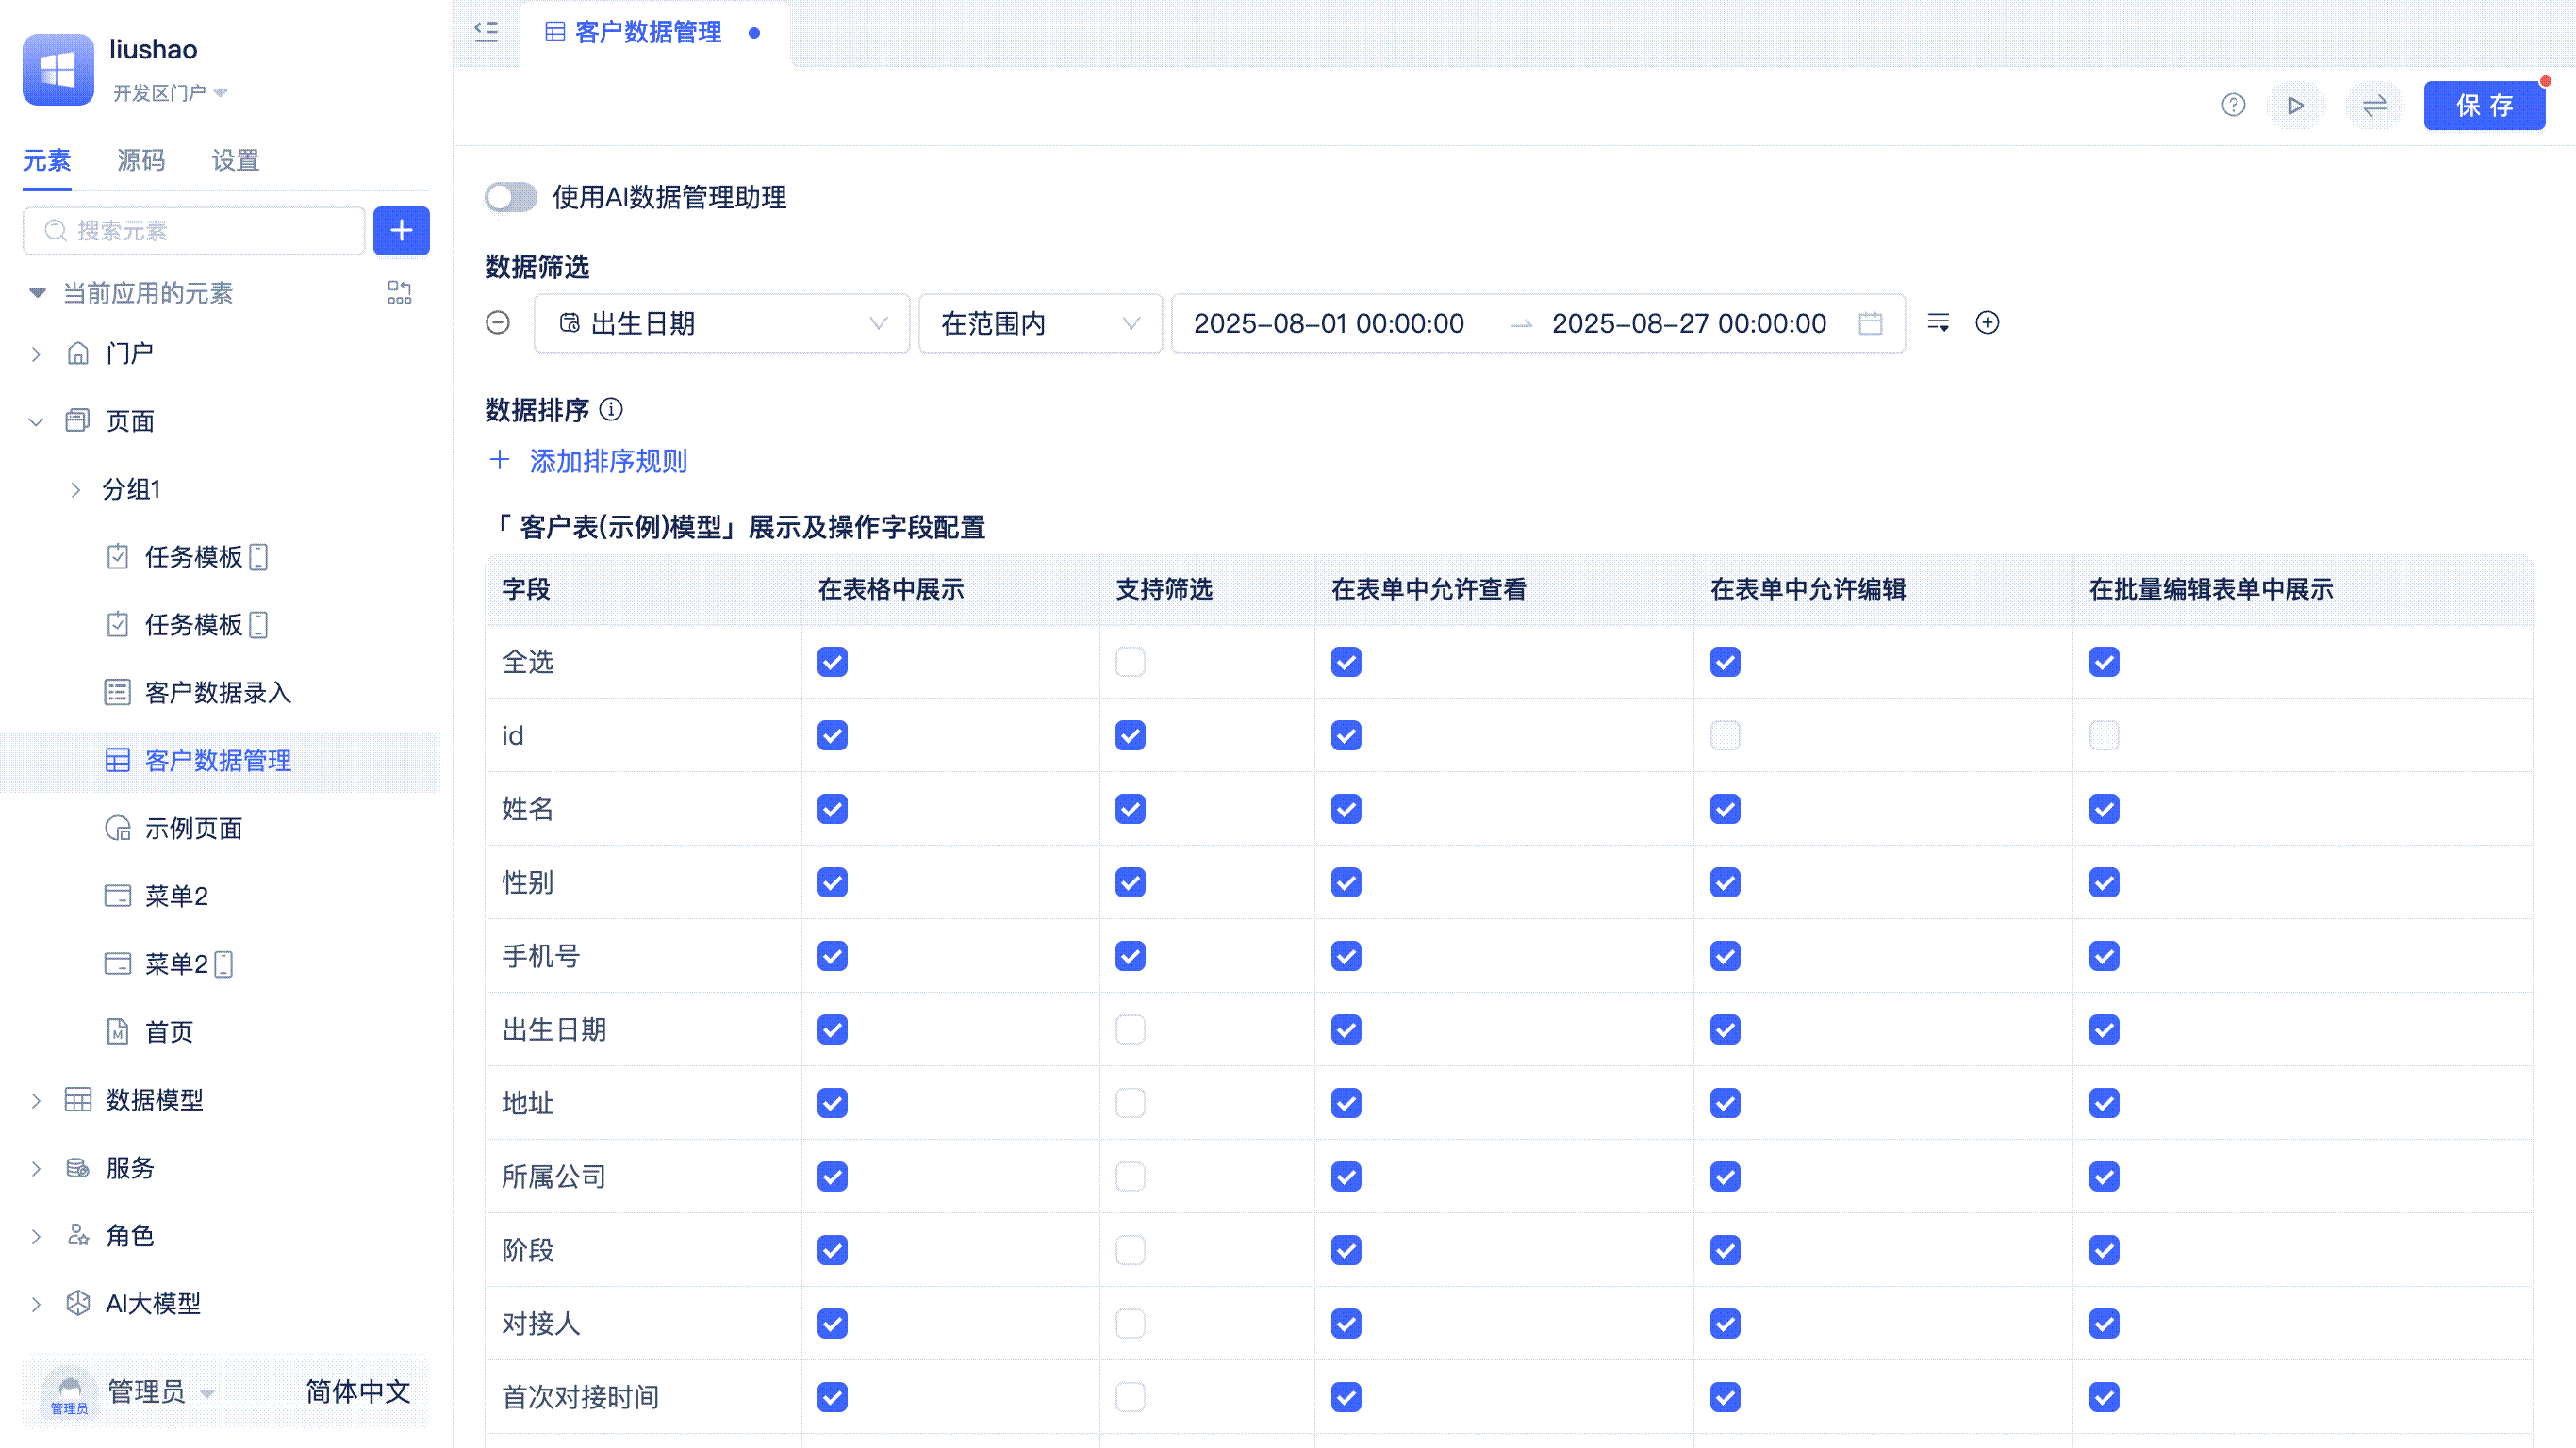 liushao
开发区门户
元素 源码 设置
搜索元素
当前应用的元素
门户
页面
分组1
任务模板
任务模板
客户数据录入
客户数据管理
示例页面
菜单2
菜单2
首页
数据模型
服务
角色
AI大模型
管理员
管理员 简体中文
客户数据管理
保 存
使用AI数据管理助理
数据筛选
出生日期 在范围内 2025-08-01 00:00:00 2025-08-27 00:00:00
数据排序
添加排序规则
「 客户表(示例)模型」展示及操作字段配置
字段 在表格中展示 支持筛选 在表单中允许查看 在表单中允许编辑 在批量编辑表单中展示
全选
id
姓名
性别
手机号
出生日期
地址
所属公司
阶段
对接人
首次对接时间